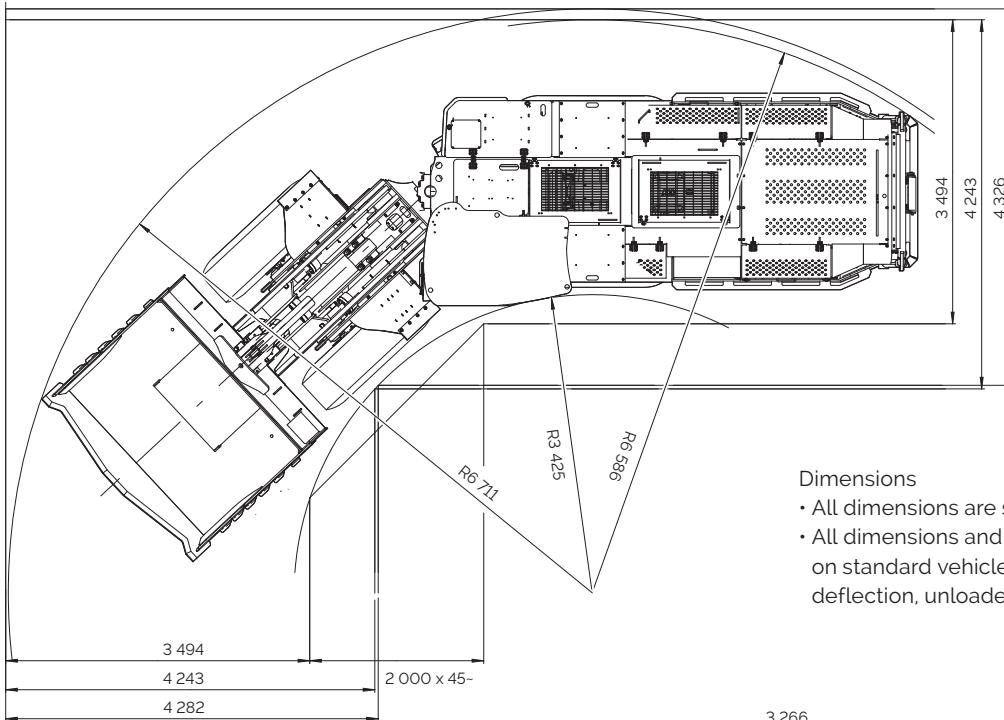 3 494
4 243
4 326
R6 711
R3 425
R6 586
Dimensions
• All dimensions are s
• All dimensions and
on standard vehicle
deflection, unloade
3 494
2 000 x 45~
4 243
4 282
3 266